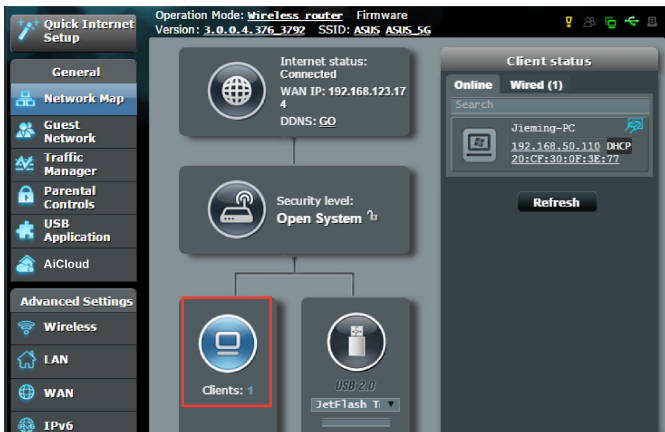 Quick Internet
Setup
General
Network Map
Guest
Network
Traffic
Manager
Parental
Controls
USB
Application
AiCloud
Advanced Settings
Wireless
LAN
WAN
IPv6
Operation Mode: Wireless router Firmware
Version: 3.0.0.4.376_3792 SSID: ASUS ASUS_5G
Internet status:
Connected
WAN IP: 192.168.123.17
4
DDNS: GO
Security level:
Open System
Clients: 1
USB 2.0
JetFlash T
Client status
Online Wired (1)
Search
Jieming-PC
192.168.50.110 DHCP
20:CF:30:0F:3E:77
Refresh